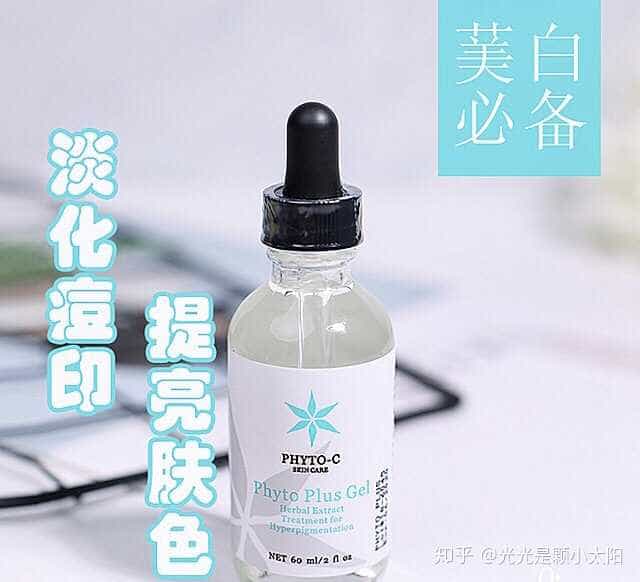 芙白
必备
淡化痘印
提亮肤色
PHYTO-C
SKIN CARE
Phyto Plus Gel
Herbal Extract
Treatment for
Hyperpigmentation
NET 60 ml/2 fl oz
知乎 @光光是颗小太阳